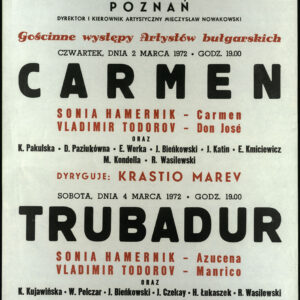 POZNAŃ
DYREKTOR I KIEROWNIK ARTYSTYCZNY MIECZYSŁAW NOWAKOWSKI
Gościnne występy Artystów bułgarskich
CZWARTEK, DNIA 2 MARCA 1972 • GODZ. 19.00
CARMEN
SONIA HAMERNIK – Carmen
VLADIMIR TODOROV – Don José
ORAZ
K. Pakulska • D. Paziukówna • E. Werka • J. Bieńkowski • J. Katin • E. Kmiciewicz
M. Kondella • R. Wasilewski
DYRYGUJE: KRASTIO MAREV
SOBOTA, DNIA 4 MARCA 1972 • GODZ. 19.00
TRUBADUR
SONIA HAMERNIK – Azucena
VLADIMIR TODOROV – Manrico
ORAZ
K. Kujawińska • W. Pelczar • J. Bieńkowski • J. Czekay • H. Łukaszek • R. Wasilewski